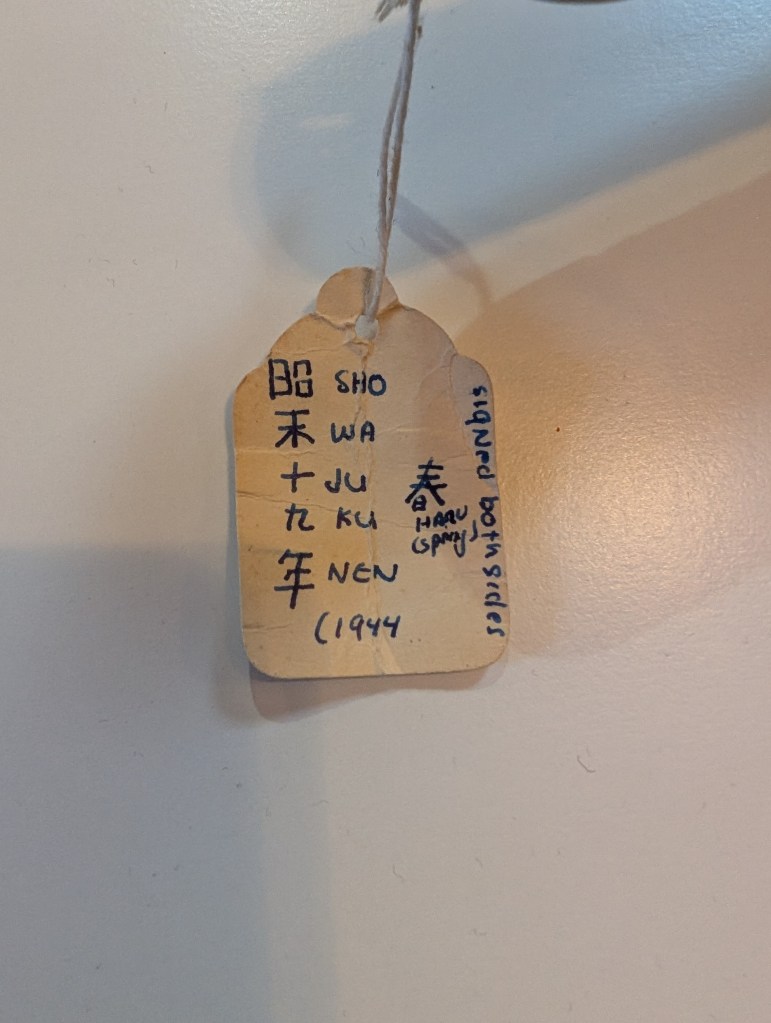 昭 SHO
和 WA
十 JU
九 KU
年 NEN
(1944
春
HARU
(SPRING)
signed both sides